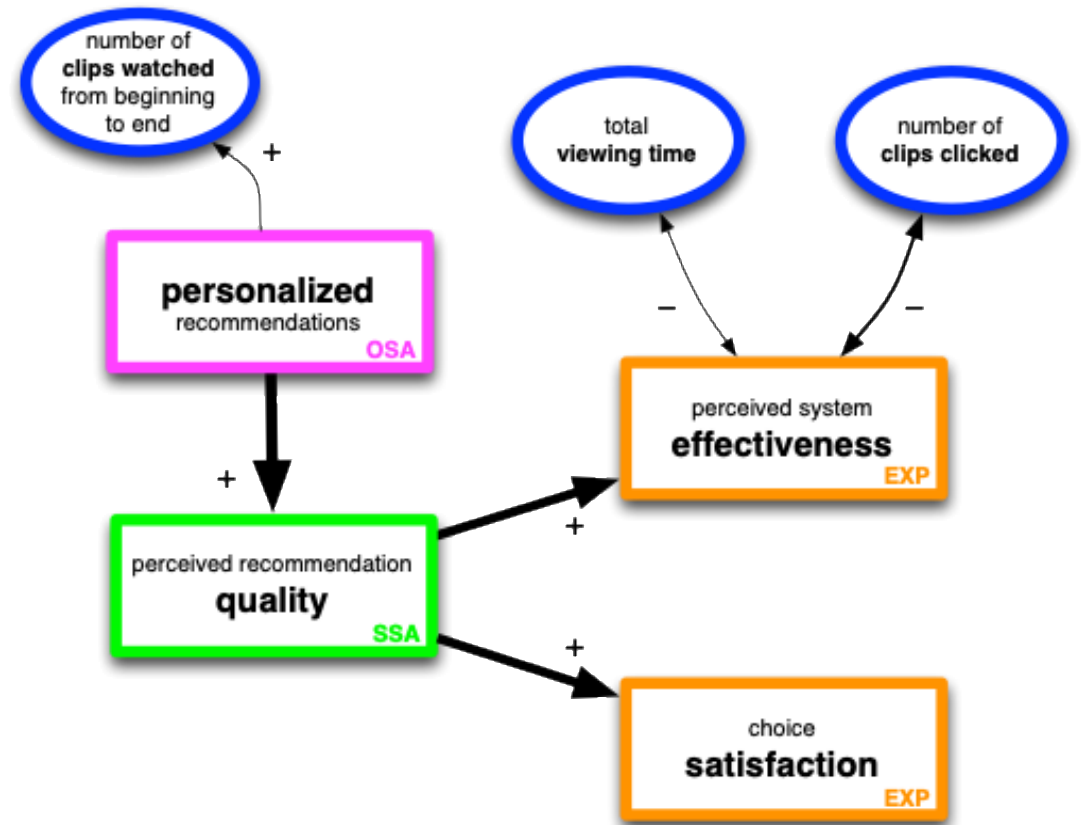 number of
clips watched
from beginning
to end
total
viewing time
number of
clips clicked
+
personalized
recommendations
OSA
–
–
perceived system
effectiveness
EXP
+
+
perceived recommendation
quality
SSA
+
choice
satisfaction
EXP